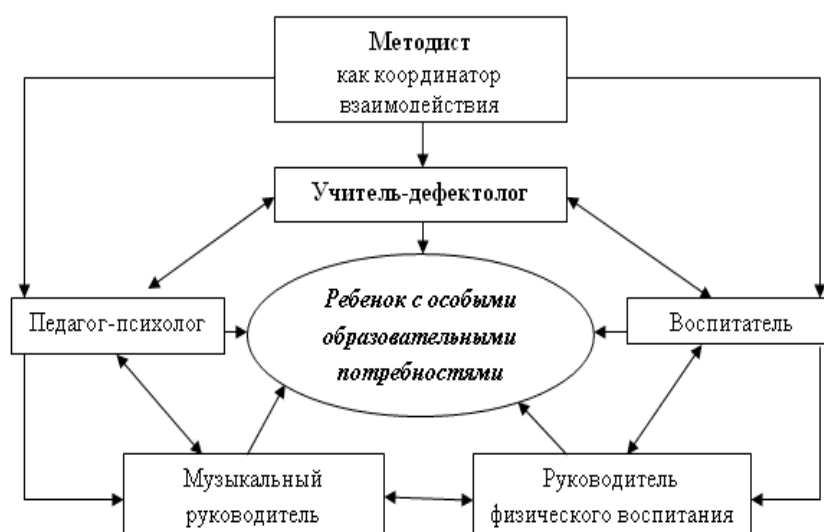 Методист
как координатор
взаимодействия
Учитель-дефектолог
Ребенок с особыми
образовательными
потребностями
Педагог-психолог
Воспитатель
Музыкальный
руководитель
Руководитель
физического воспитания